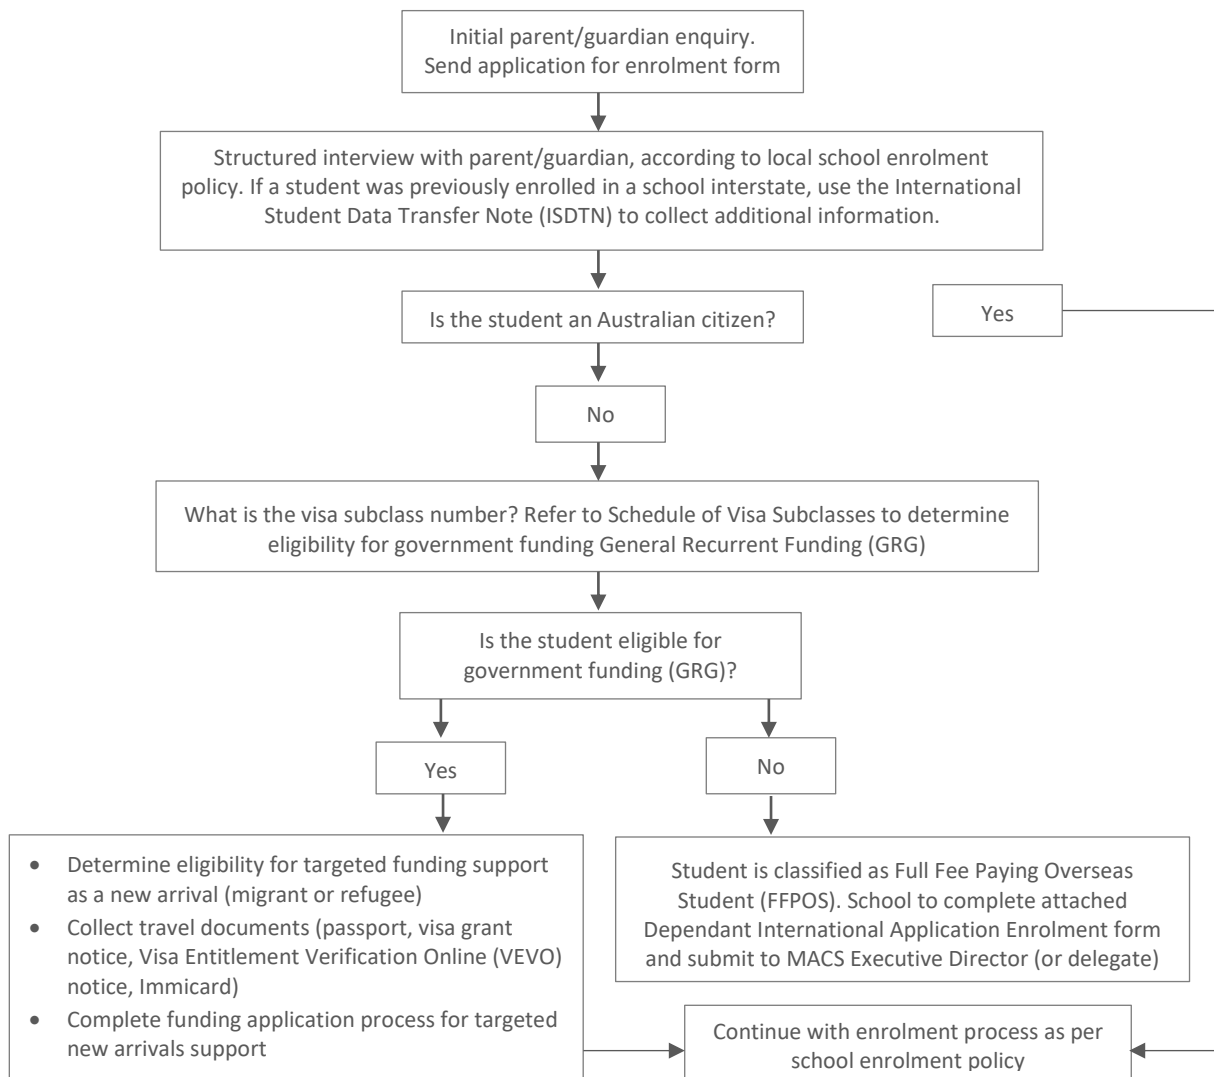 Initial parent/guardian enquiry.
Send application for enrolment form
Structured interview with parent/guardian, according to local school enrolment
policy. If a student was previously enrolled in a school interstate, use the International
Student Data Transfer Note (ISDTN) to collect additional information.
Is the student an Australian citizen?
Yes
No
What is the visa subclass number? Refer to Schedule of Visa Subclasses to determine
eligibility for government funding General Recurrent Funding (GRG)
Is the student eligible for
government funding (GRG)?
Yes
No
• Determine eligibility for targeted funding support
as a new arrival (migrant or refugee)
• Collect travel documents (passport, visa grant
notice, Visa Entitlement Verification Online (VEVO)
notice, Immicard)
• Complete funding application process for targeted
new arrivals support
Student is classified as Full Fee Paying Overseas
Student (FFPOS). School to complete attached
Dependant International Application Enrolment form
and submit to MACS Executive Director (or delegate)
Continue with enrolment process as per
school enrolment policy